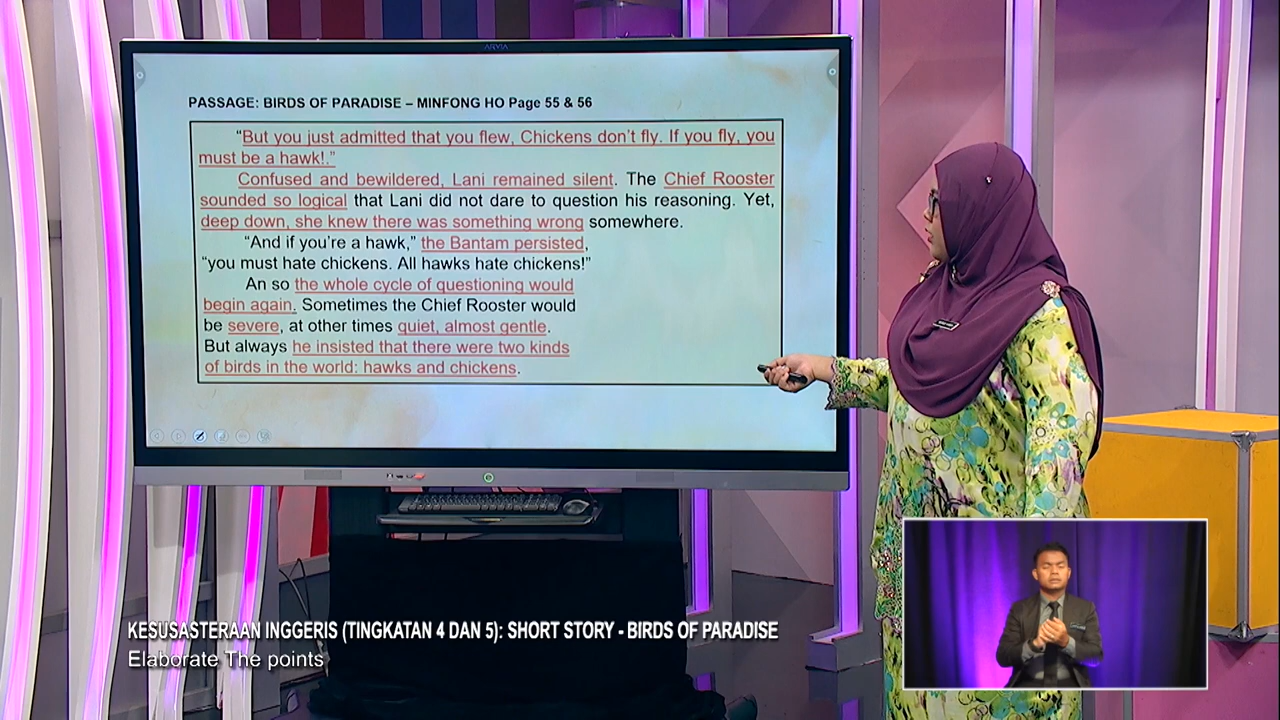 ARVIA
PASSAGE: BIRDS OF PARADISE – MINFONG HO Page 55 & 56
“But you just admitted that you flew, Chickens don’t fly. If you fly, you
must be a hawk!.”
Confused and bewildered, Lani remained silent. The Chief Rooster
sounded so logical that Lani did not dare to question his reasoning. Yet,
deep down, she knew there was something wrong somewhere.
“And if you’re a hawk,” the Bantam persisted,
“you must hate chickens. All hawks hate chickens!”
An so the whole cycle of questioning would
begin again. Sometimes the Chief Rooster would
be severe, at other times quiet, almost gentle.
But always he insisted that there were two kinds
of birds in the world: hawks and chickens.
KESUSASTERAAN INGGERIS (TINGKATAN 4 DAN 5): SHORT STORY - BIRDS OF PARADISE
Elaborate The points